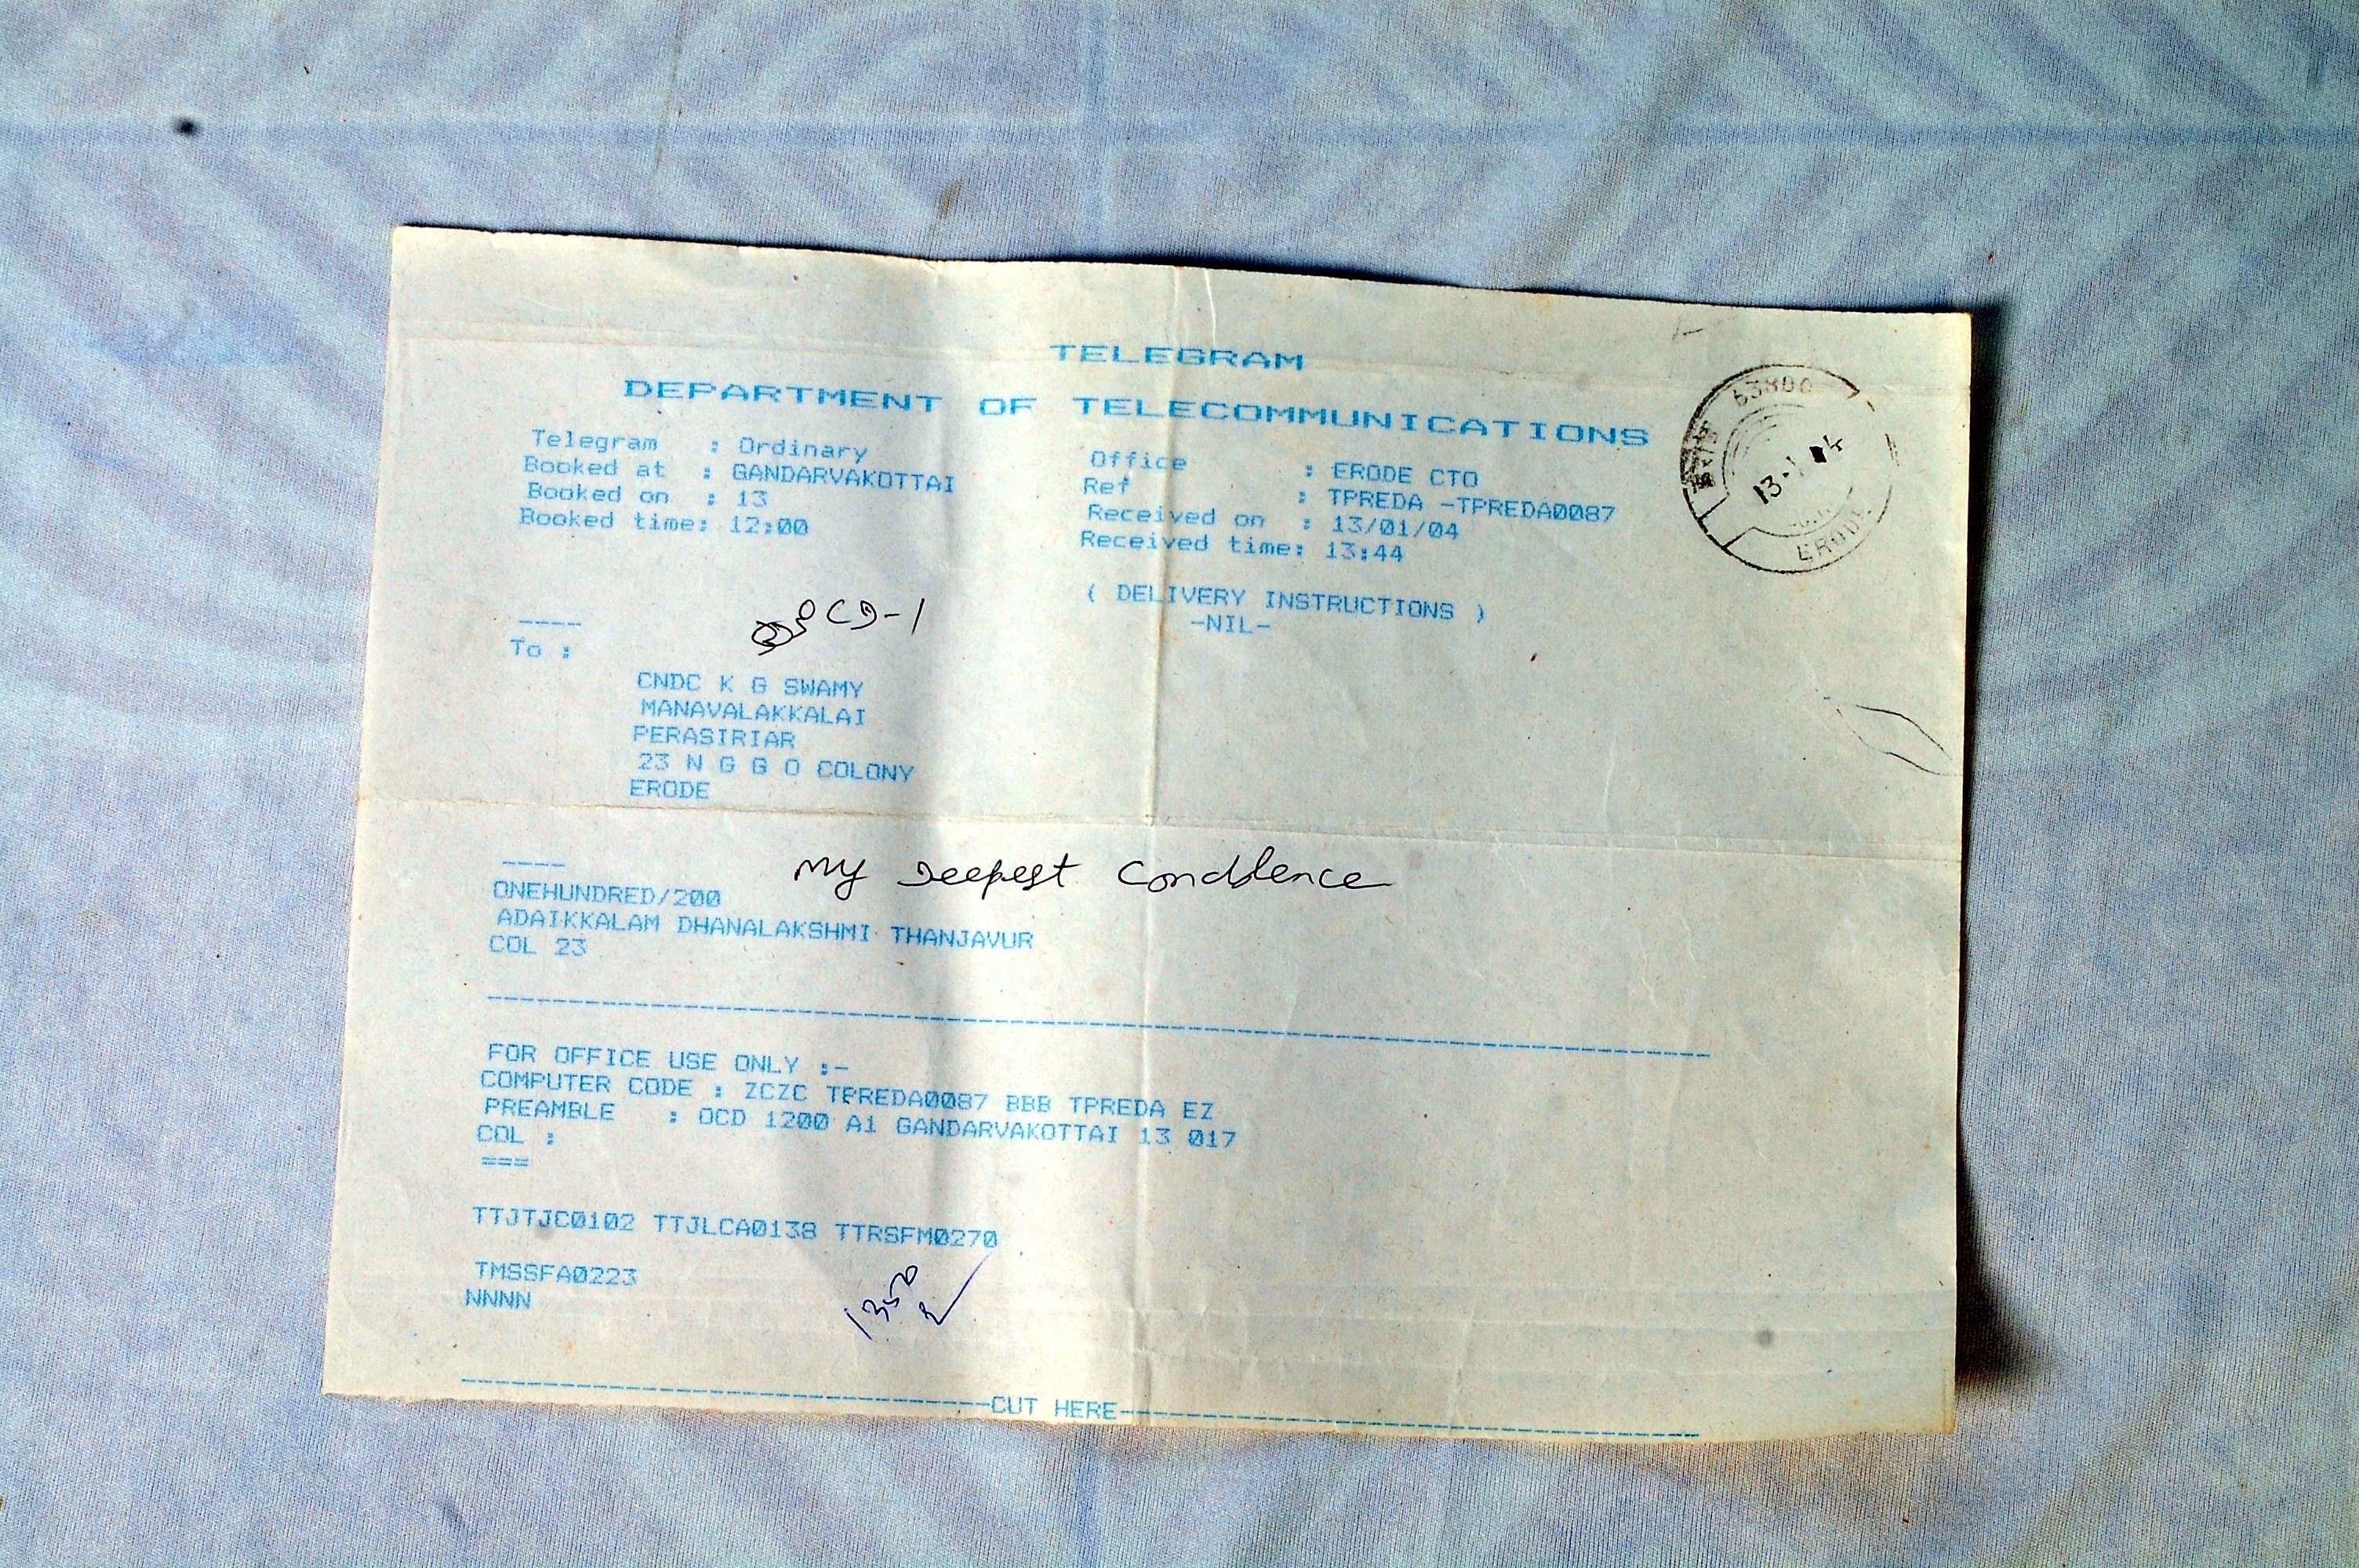 TELEGRAM
DEPARTMENT OF TELECOMMUNICATIONS
Telegram : Ordinary
Booked at : GANDARVAKOTTAI
Booked on : 13
Booked time: 12:00
Office : ERODE CTO
Ref : TPREDA -TPREDA0087
Received on : 13/01/04
Received time: 13:44
( DELIVERY INSTRUCTIONS )
-NIL-
ERODE
CD-1
----
To :
CNDC K G SWAMY
MANAVALAKKALAI
PERASIRIAR
23 N G G O COLONY
ERODE
----
My Deepest Condolence
ONEHUNDRED/200
ADAIKKALAM DHANALAKSHMI THANJAVUR
COL 23
FOR OFFICE USE ONLY :-
COMPUTER CODE : ZCZC TPREDA0087 BBB TPREDA EZ
PREAMBLE : OCD 1200 A1 GANDARVAKOTTAI 13 017
COL :
===
TTJTJC0102 TTJLCA0138 TTRSFM0270
TMSSFA0223
NNNN
CUT HERE